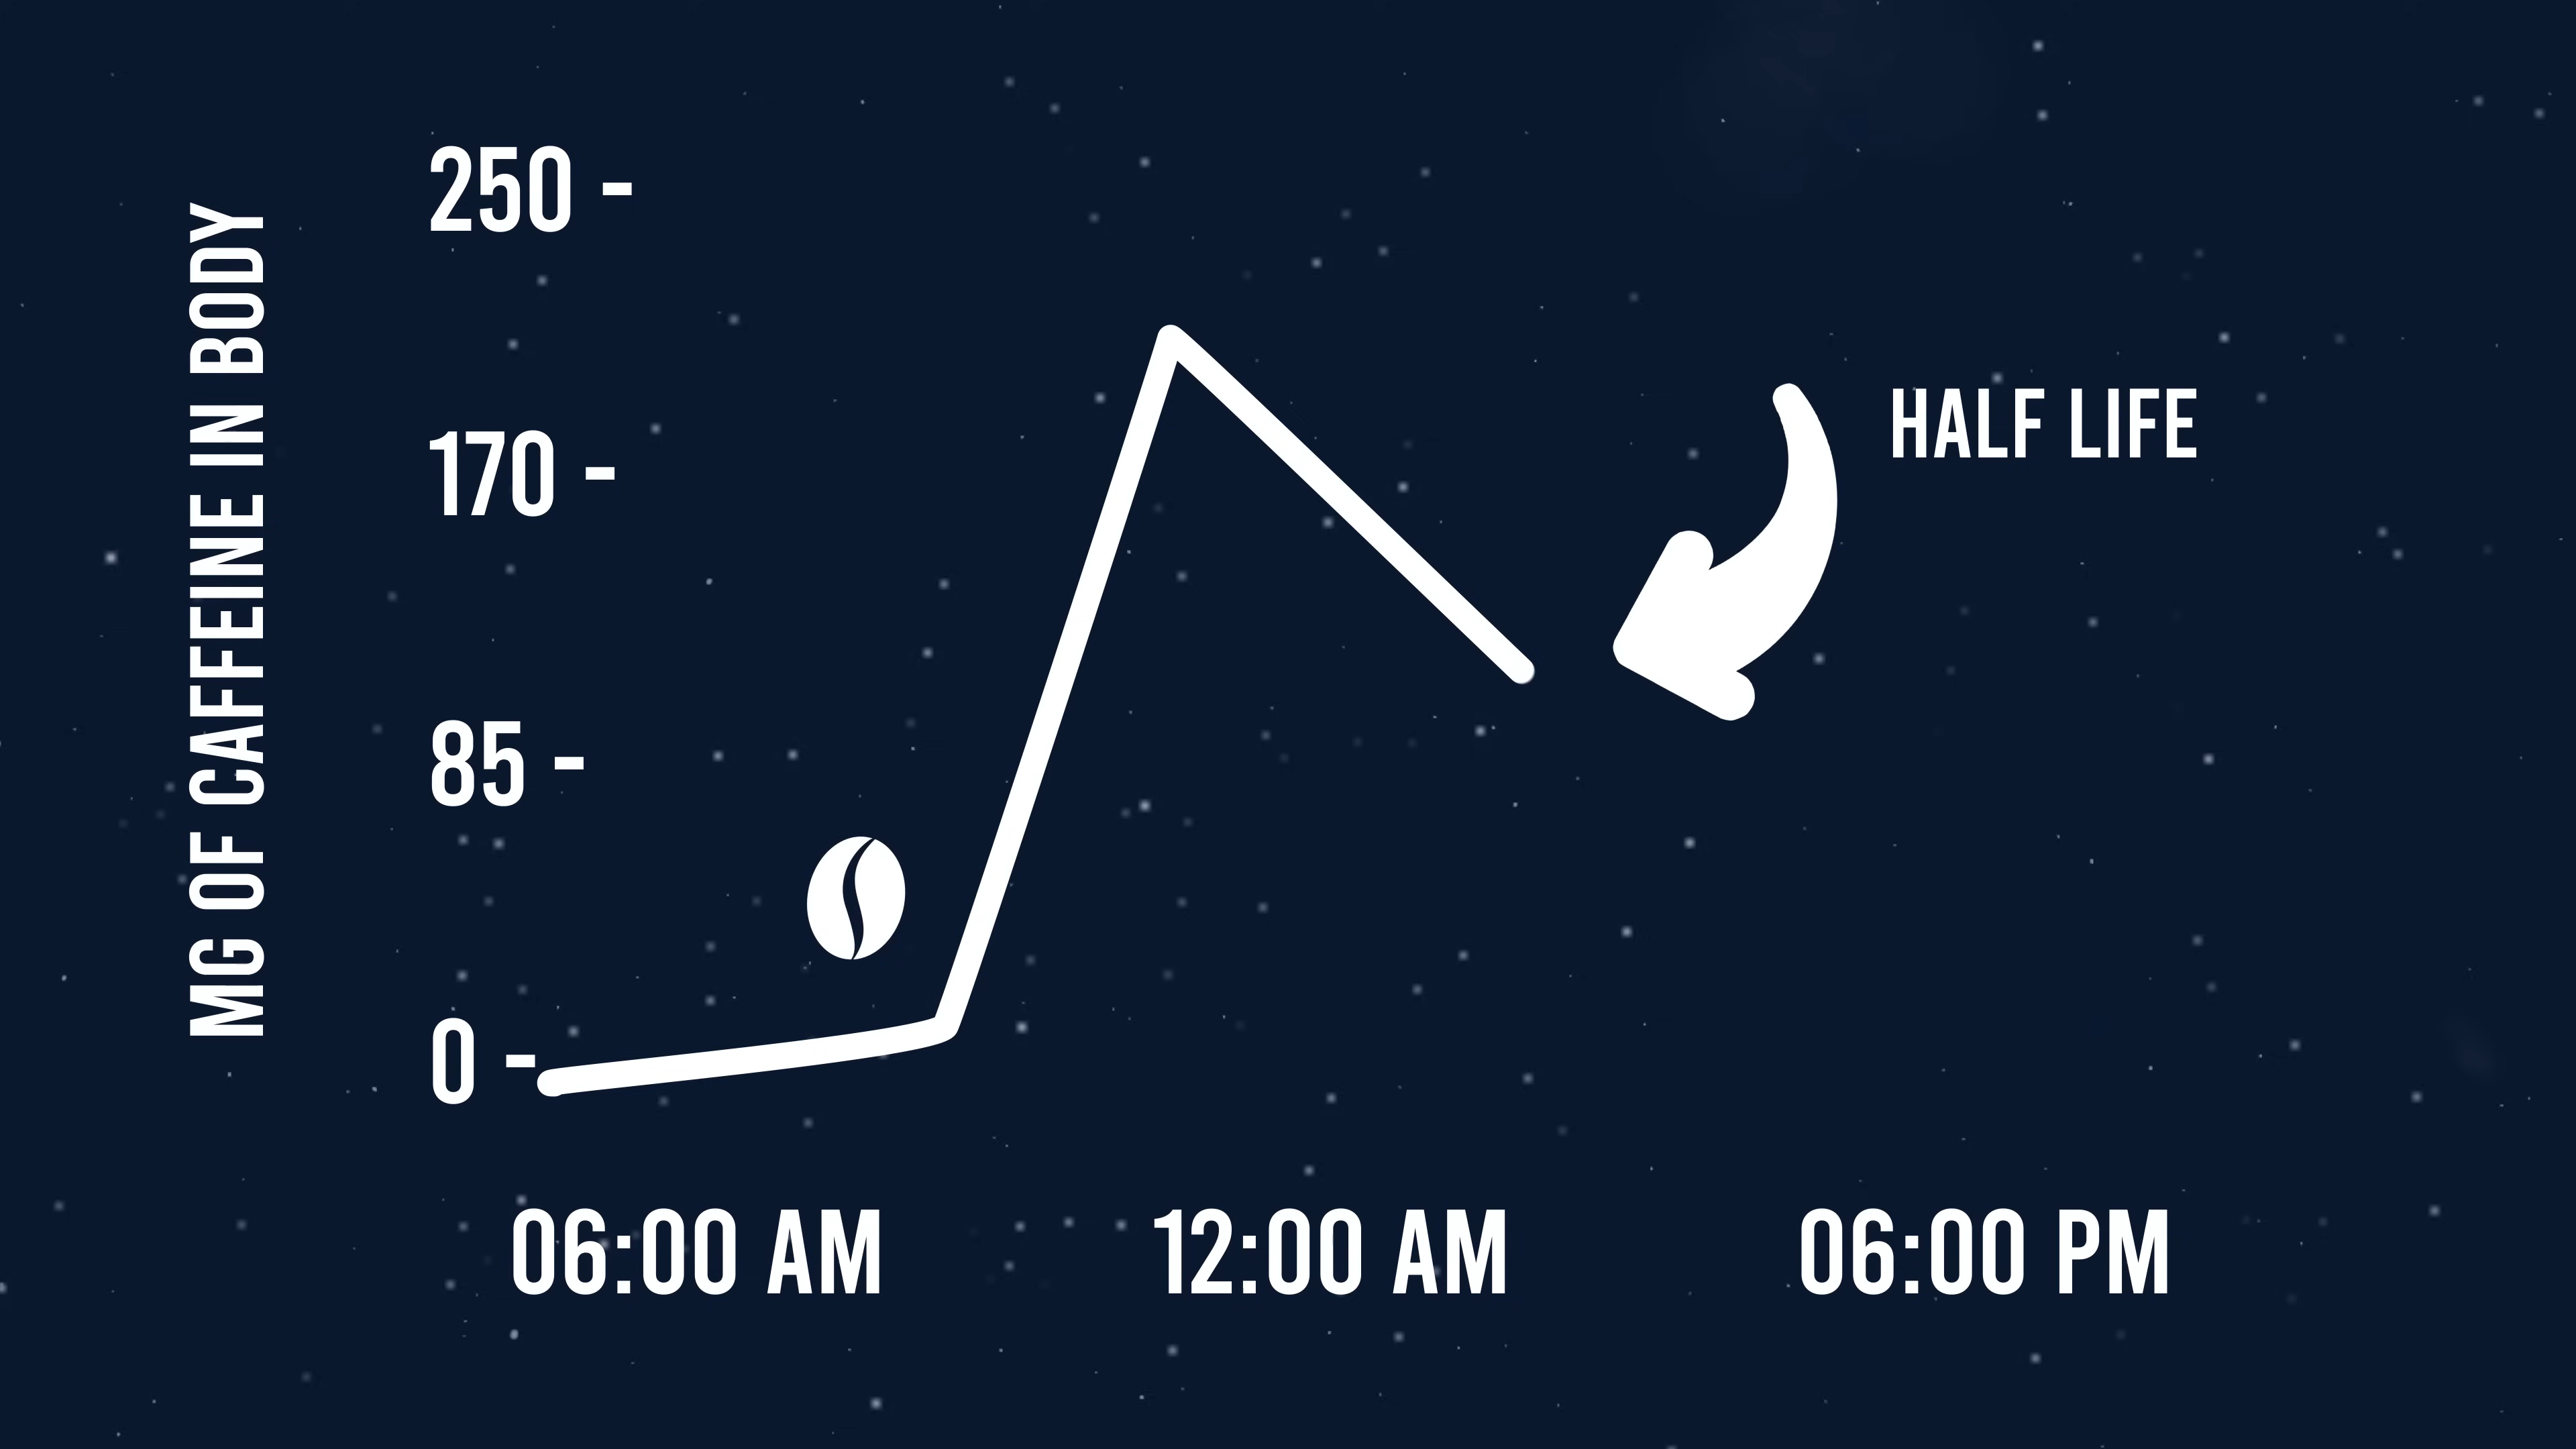 MG OF CAFFEINE IN BODY
250 -
170 -
85 -
0 -
HALF LIFE
06:00 AM
12:00 AM
06:00 PM